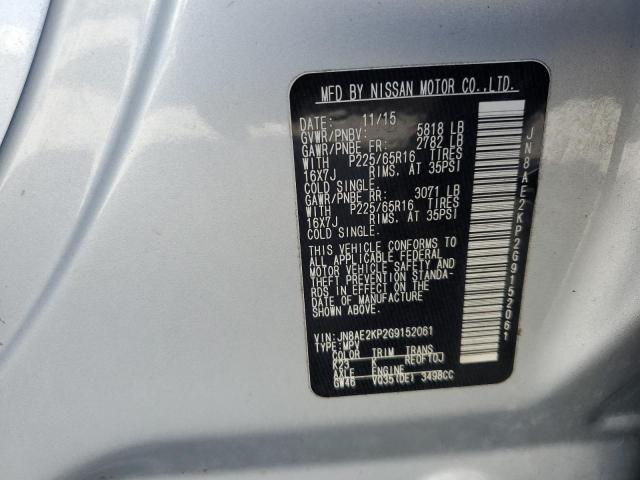 MFD BY NISSAN MOTOR CO.,LTD.
DATE: 11/15
GVWR/PNBV: 5818 LB
GAWR/PNBE FR: 2782 LB
WITH P225/65R16 TIRES
16X7J RIMS, AT 35PSI
COLD SINGLE.
GAWR/PNBE RR: 3071 LB
WITH P225/65R16 TIRES
16X7J RIMS, AT 35PSI
COLD SINGLE.
THIS VEHICLE CONFORMS TO
ALL APPLICABLE FEDERAL
MOTOR VEHICLE SAFETY AND
THEFT PREVENTION STANDA-
RDS IN EFFECT ON THE
DATE OF MANUFACTURE
SHOWN ABOVE.
VIN: JN8AE2KP2G9152061
TYPE: MPV
COLOR TRIM TRANS
K23 K RE0F10J
AXLE ENGINE
GW46 VQ35(DE) 3498CC
JN8AE2KP2G9152061